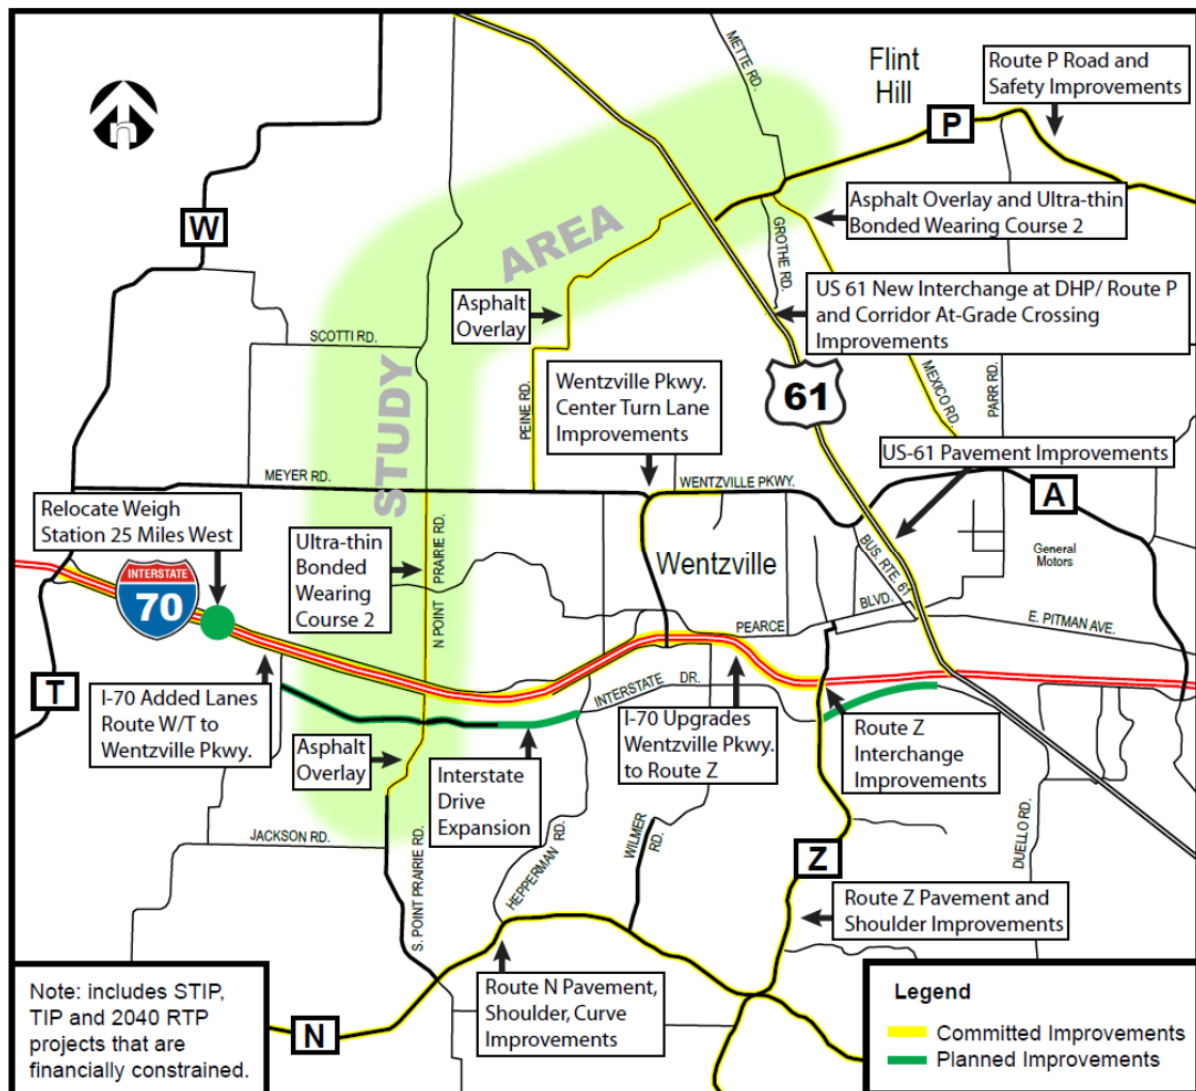 n
METTE RD.
Flint
Hill
Route P Road and
Safety Improvements
P
W
Asphalt Overlay and Ultra-thin
Bonded Wearing Course 2
GROTHE RD.
AREA
US 61 New Interchange at DHP/ Route P
and Corridor At-Grade Crossing
Improvements
Asphalt
Overlay
SCOTTI RD.
STUDY
PEINE RD.
Wentzville Pkwy.
Center Turn Lane
Improvements
61
MEXICO RD.
PARR RD.
US-61 Pavement Improvements
MEYER RD.
WENTZVILLE PKWY.
A
Relocate Weigh
Station 25 Miles West
Ultra-thin
Bonded
Wearing
Course 2
N POINT PRAIRIE RD.
Wentzville
BUS. RTE. 61
General
Motors
INTERSTATE
70
PEARCE BLVD.
E. PITMAN AVE.
T
I-70 Added Lanes
Route W/T to
Wentzville Pkwy.
INTERSTATE DR.
Asphalt
Overlay
Interstate
Drive
Expansion
I-70 Upgrades
Wentzville Pkwy.
to Route Z
Route Z
Interchange
Improvements
JACKSON RD.
S. POINT PRAIRIE RD.
HEPPERMAN RD.
WILMER
RD.
Z
DUELLO RD.
Route Z Pavement and
Shoulder Improvements
Note: includes STIP,
TIP and 2040 RTP
projects that are
financially constrained.
N
Route N Pavement,
Shoulder, Curve
Improvements
Legend
Committed Improvements
Planned Improvements